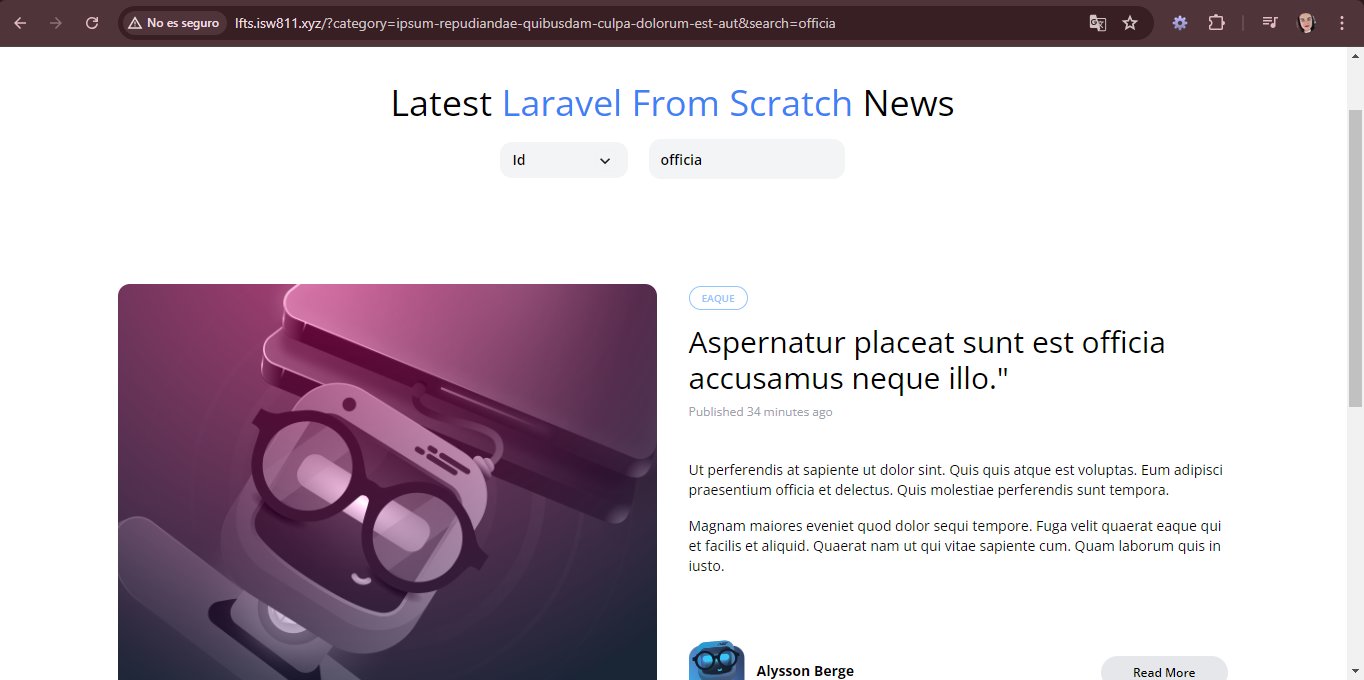 No es seguro
lfts.isw811.xyz/?category=ipsum-repudiandae-quibusdam-culpa-dolorum-est-aut&search=officia
Latest Laravel From Scratch News
Id
officia
EAQUE
Aspernatur placeat sunt est officia
accusamus neque illo."
Published 34 minutes ago
Ut perferendis at sapiente ut dolor sint. Quis quis atque est voluptas. Eum adipisci
praesentium officia et delectus. Quis molestiae perferendis sunt tempora.
Magnam maiores eveniet quod dolor sequi tempore. Fuga velit quaerat eaque qui
et facilis et aliquid. Quaerat nam ut qui vitae sapiente cum. Quam laborum quis in
iusto.
Alysson Berge
Read More